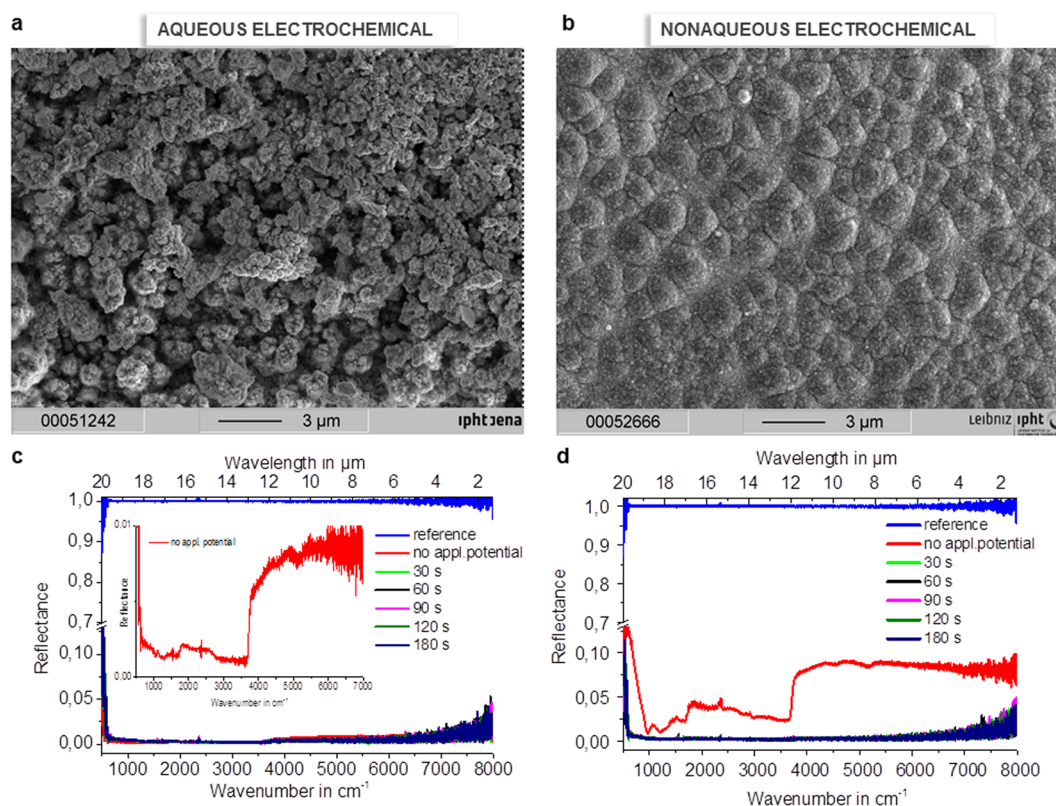 a
AQUEOUS ELECTROCHEMICAL
b
NONAQUEOUS ELECTROCHEMICAL
00051242
3 µm
ipht jena
00052666
3 µm
Leibniz ipht
c
Wavelength in µm
20 18 16 14 12 10 8 6 4 2
1,0
0,9
0,8
0,7
0,10
0,05
0,00
Reflectance
0.01
0.00
Reflectance
no appl.potential
1000 2000 3000 4000 5000 6000 7000
Wavenumber in cm⁻¹
reference
no appl.potential
30 s
60 s
90 s
120 s
180 s
1000 2000 3000 4000 5000 6000 7000 8000
Wavenumber in cm⁻¹
d
Wavelength in µm
20 18 16 14 12 10 8 6 4 2
1,0
0,9
0,8
0,7
0,10
0,05
0,00
Reflectance
reference
no appl.potential
30 s
60 s
90 s
120 s
180 s
1000 2000 3000 4000 5000 6000 7000 8000
Wavenumber in cm⁻¹